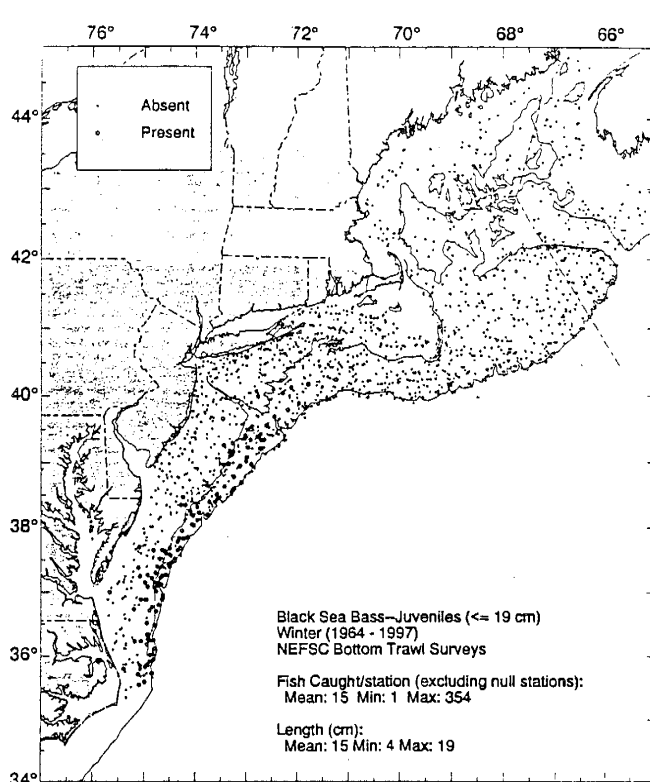 76° 74° 72° 70° 68° 66°
Absent
Present
44°
42°
40°
38°
36°
34°
Black Sea Bass--Juveniles (<= 19 cm)
Winter (1964 - 1997)
NEFSC Bottom Trawl Surveys
Fish Caught/station (excluding null stations):
Mean: 15 Min: 1 Max: 354
Length (cm):
Mean: 15 Min: 4 Max: 19